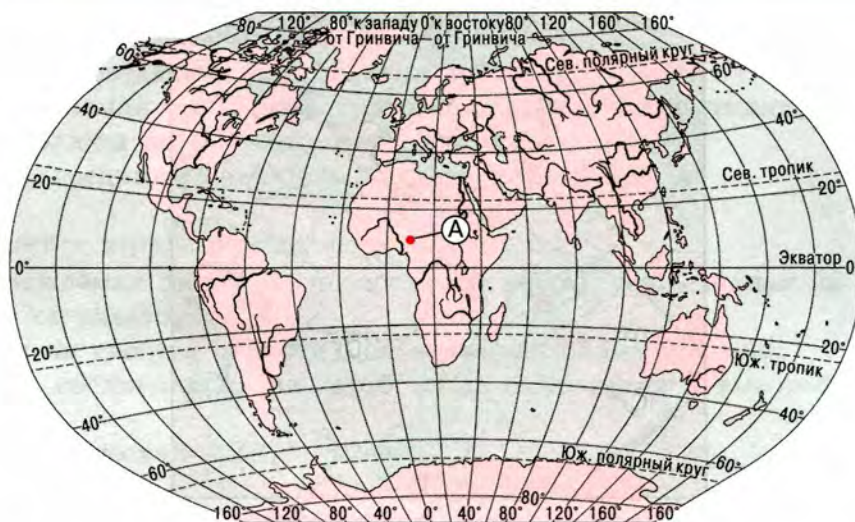 80° 120° 80° к западу 0° к востоку 80° 120° 160°
от Гринвича от Гринвича
60° Сев. полярный круг 60°
40° 40°
Сев. тропик
20° 20°
A
Экватор
0° 0
20° 20°
Юж. тропик
40° 40°
Юж. полярный круг
60° 60°
80°
160 120° 80° 40° 0° 40° 80° 120° 160°